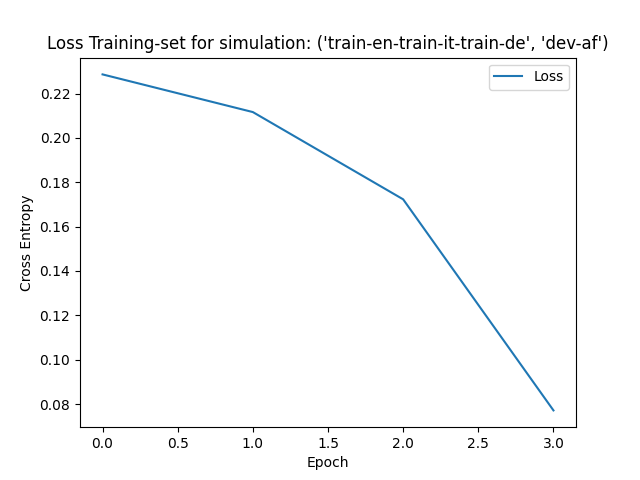 Loss Training-set for simulation: ('train-en-train-it-train-de', 'dev-af')
Loss
0.22
0.20
0.18
0.16
0.14
0.12
0.10
0.08
Cross Entropy
0.0 0.5 1.0 1.5 2.0 2.5 3.0
Epoch